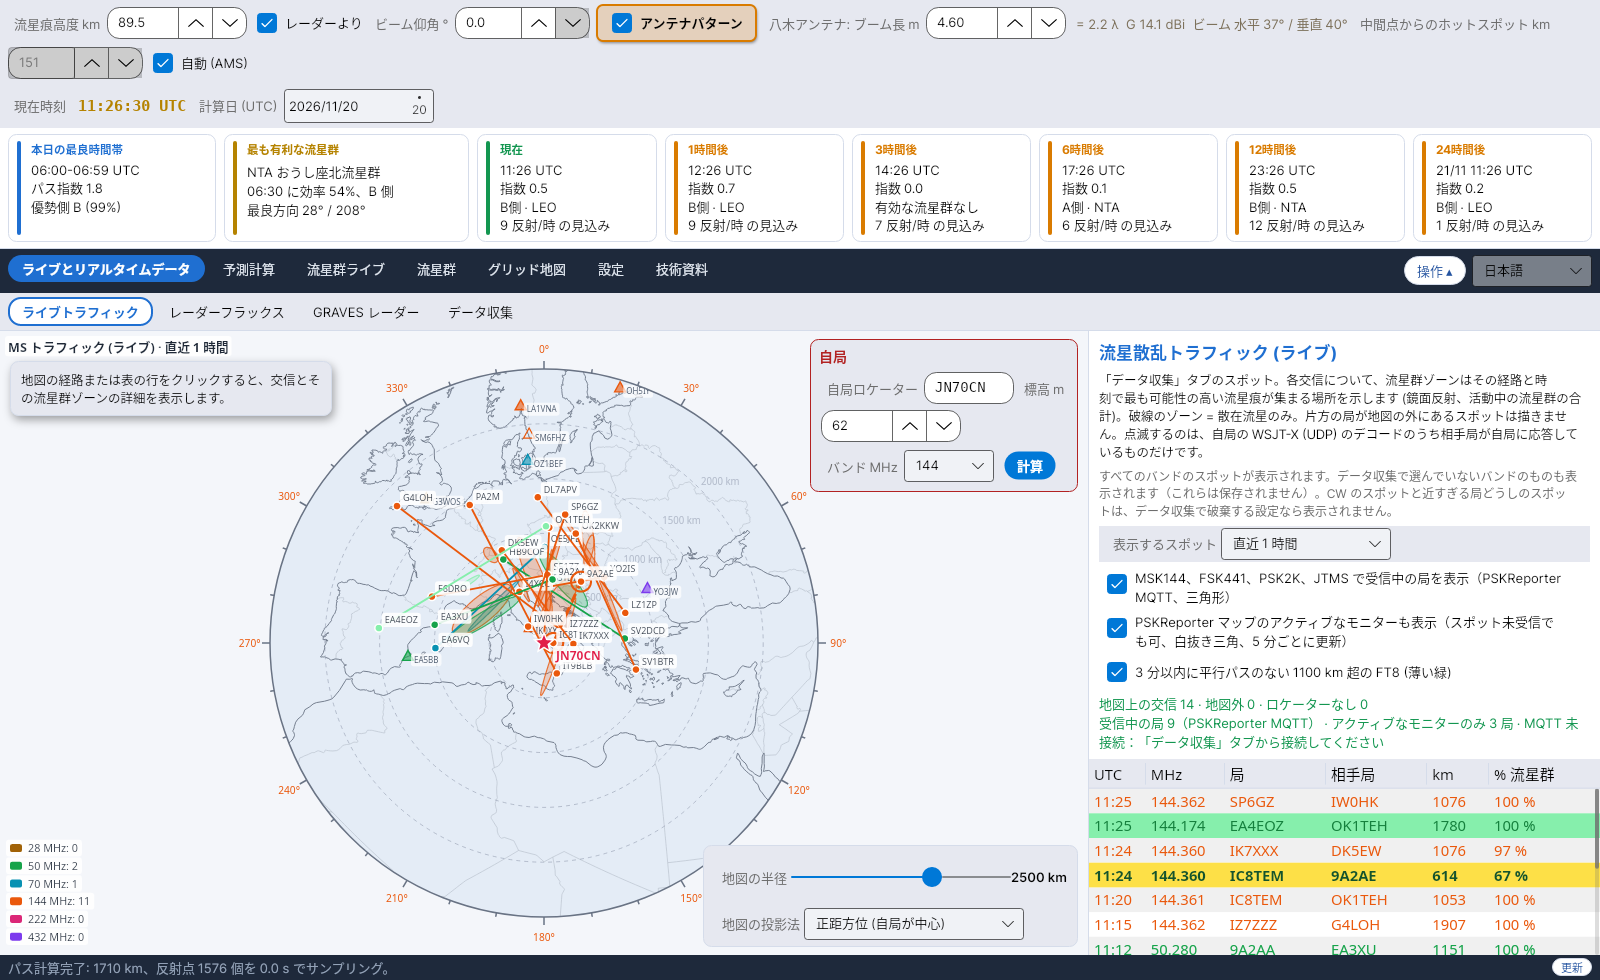 流星痕高度 km 89.5 レーダーより ビーム仰角 ° 0.0 アンテナパターン 八木アンテナ: ブーム長 m 4.60 = 2.2 λ G 14.1 dBi ビーム 水平 37° / 垂直 40° 中間点からのホットスポット km
151 自動 (AMS)
現在時刻 11:26:30 UTC 計算日 (UTC) 2026/11/20 20
本日の最良時間帯
06:00-06:59 UTC
パス指数 1.8
優勢側 B (99%)
最も有利な流星群
NTA おうし座北流星群
06:30 に効率 54%、B 側
最良方向 28° / 208°
現在
11:26 UTC
指数 0.5
B側 · LEO
9 反射/時 の見込み
1時間後
12:26 UTC
指数 0.7
B側 · LEO
9 反射/時 の見込み
3時間後
14:26 UTC
指数 0.0
有効な流星群なし
7 反射/時 の見込み
6時間後
17:26 UTC
指数 0.1
A側 · NTA
6 反射/時 の見込み
12時間後
23:26 UTC
指数 0.5
B側 · NTA
12 反射/時 の見込み
24時間後
21/11 11:26 UTC
指数 0.2
B側 · LEO
1 反射/時 の見込み
ライブとリアルタイムデータ 予測計算 流星群ライブ 流星群 グリッド地図 設定 技術資料 操作 ▴ 日本語
ライブトラフィック レーダーフラックス GRAVES レーダー データ収集
MS トラフィック (ライブ) · 直近 1 時間
地図の経路または表の行をクリックすると、交信とそ
の流星群ゾーンの詳細を表示します。
自局
自局ロケーター JN70CN 標高 m
62
バンド MHz 144 計算
0°
30°
60°
90°
120°
150°
180°
210°
240°
270°
300°
330°
2000 km
1500 km
1000 km
LA1VNA
SM6FHZ
OZ1BEF
DL7APV
G4LOH
PA2M
SP6GZ
OK1TEH
OK2KKW
DK5EW
HB9COF
YO2IS
9A2AE
YO3JW
LZ1ZP
EA4EOZ
EA3XU
EA6VQ
EA5BB
IW0HK
IZ7ZZZ
IK7XXX
SV2DCD
SV1BTR
JN70CN
IT9BLB
28 MHz: 0
50 MHz: 2
70 MHz: 1
144 MHz: 11
222 MHz: 0
432 MHz: 0
地図の半径 2500 km
地図の投影法 正距方位 (自局が中心)
流星散乱トラフィック (ライブ)
「データ収集」タブのスポット。各交信について、流星群ゾーンはその経路と時
刻で最も可能性の高い流星痕が集まる場所を示します (鏡面反射、活動中の流星群の合
計)。破線のゾーン = 散在流星のみ。片方の局が地図の外にあるスポットは描きませ
ん。点滅するのは、自局の WSJT-X (UDP) のデコードのうち相手局が自局に応答して
いるものだけです。
すべてのバンドのスポットが表示されます。データ収集で選んでいないバンドのものも表
示されます（これらは保存されません）。CW のスポットと近すぎる局どうしのスポッ
トは、データ収集で破棄する設定なら表示されません。
表示するスポット 直近 1 時間
MSK144、FSK441、PSK2K、JTMS で受信中の局を表示（PSKReporter
MQTT、三角形）
PSKReporter マップのアクティブなモニターも表示（スポット未受信で
も可、白抜き三角、5 分ごとに更新）
3 分以内に平行パスのない 1100 km 超の FT8 (薄い緑)
地図上の交信 14 · 地図外 0 · ロケーターなし 0
受信中の局 9（PSKReporter MQTT） · アクティブなモニターのみ 3 局 · MQTT 未
接続：「データ収集」タブから接続してください
UTC MHz 局 相手局 km % 流星群
11:25 144.362 SP6GZ IW0HK 1076 100 %
11:25 144.174 EA4EOZ OK1TEH 1780 100 %
11:24 144.360 IK7XXX DK5EW 1076 97 %
11:24 144.360 IC8TEM 9A2AE 614 67 %
11:20 144.361 IC8TEM OK1TEH 1053 100 %
11:15 144.362 IZ7ZZZ G4LOH 1907 100 %
11:12 50.280 9A2AA EA3XU 1151 100 %
パス計算完了: 1710 km、反射点 1576 個を 0.0 s でサンプリング。 更新